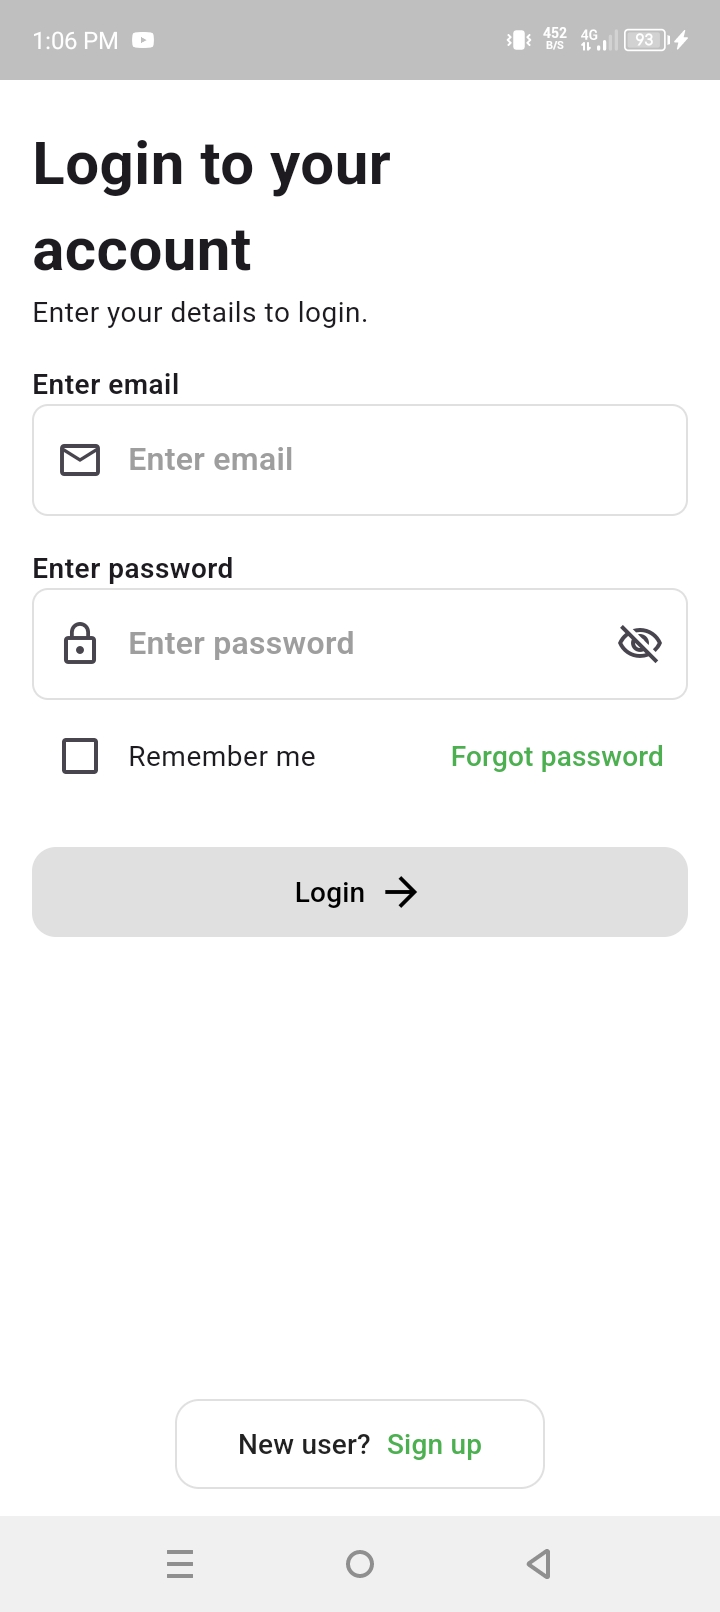 1:06 PM 452 B/S 4G 93
Login to your
account
Enter your details to login.
Enter email
Enter email
Enter password
Enter password
Remember me Forgot password
Login
New user? Sign up